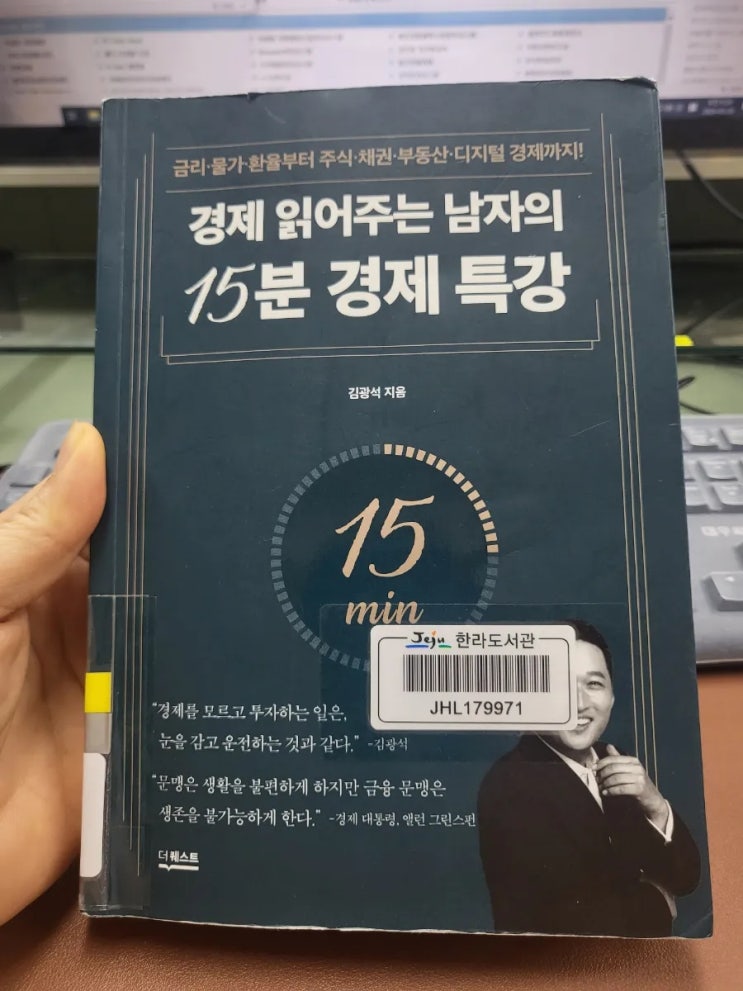 금리·물가·환율부터 주식·채권·부동산·디지털 경제까지!
경제 읽어주는 남자의
15분 경제 특강
김광석 지음
15
min
Jeju 한라도서관
JHL179971
“경제를 모르고 투자하는 일은,
눈을 감고 운전하는 것과 같다.” -김광석
“문맹은 생활을 불편하게 하지만 금융 문맹은
생존을 불가능하게 한다.” -경제 대통령, 앨런 그린스펀
더퀘스트